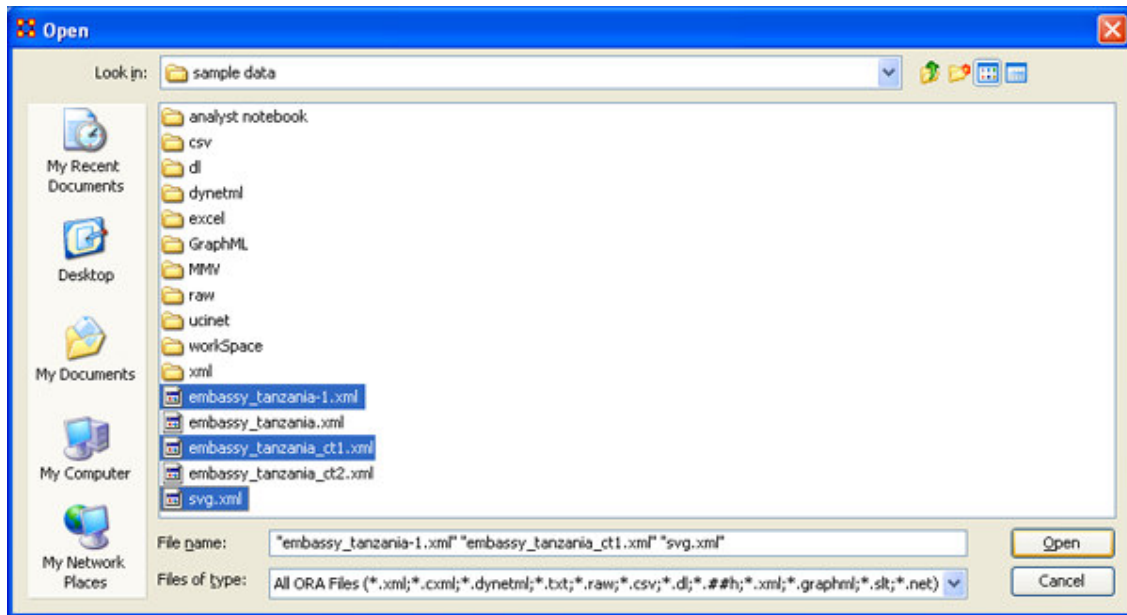 Open
Look in: sample data
analyst notebook
csv
dl
dynetml
excel
GraphML
MMV
raw
ucinet
workSpace
xml
embassy_tanzania-1.xml
embassy_tanzania.xml
embassy_tanzania_ct1.xml
embassy_tanzania_ct2.xml
svg.xml
My Recent
Documents
Desktop
My Documents
My Computer
My Network
Places
File name: "embassy_tanzania-1.xml" "embassy_tanzania_ct1.xml" "svg.xml"
Open
Files of type: All ORA Files (*.xml;*.cxml;*.dynetml;*.txt;*.raw;*.csv;*.dl;*.##h;*.xml;*.graphml;*.slt;*.net)
Cancel